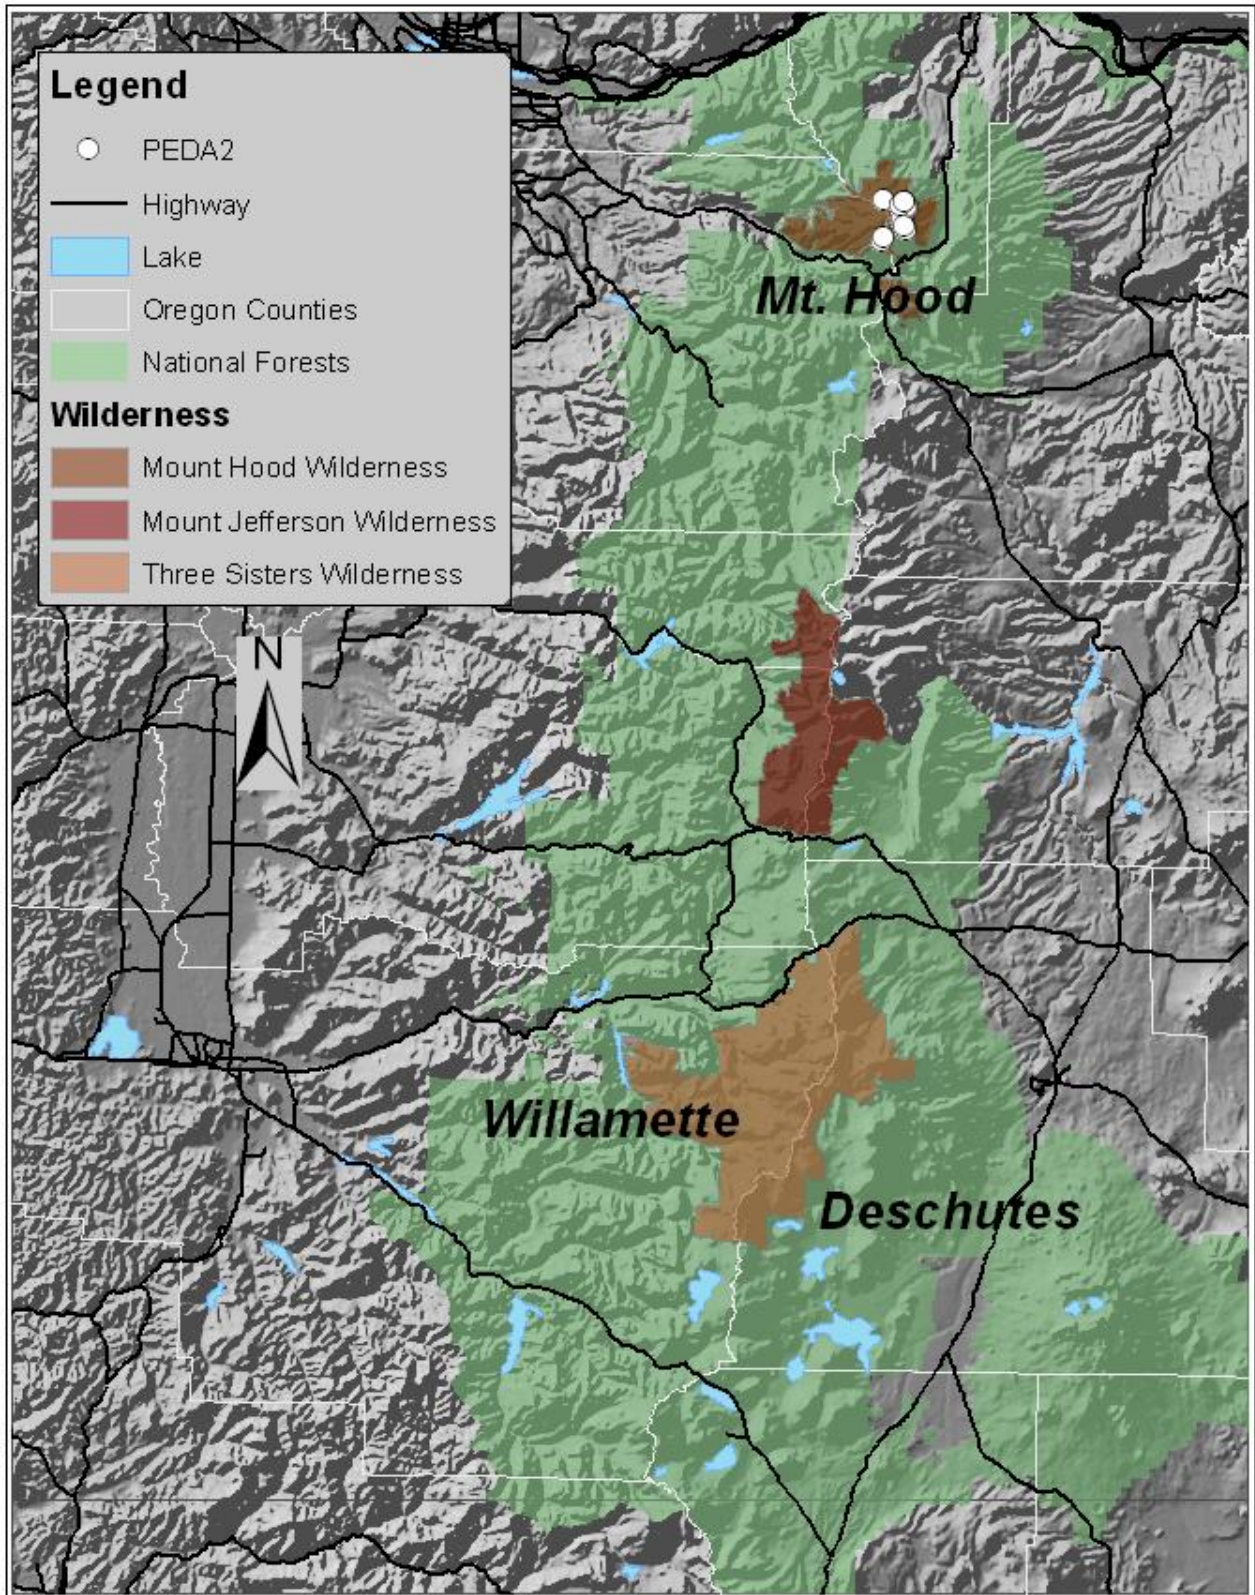 Legend
PEDA2
Highway
Lake
Oregon Counties
National Forests
Wilderness
Mount Hood Wilderness
Mount Jefferson Wilderness
Three Sisters Wilderness
N
Mt. Hood
Willamette
Deschutes